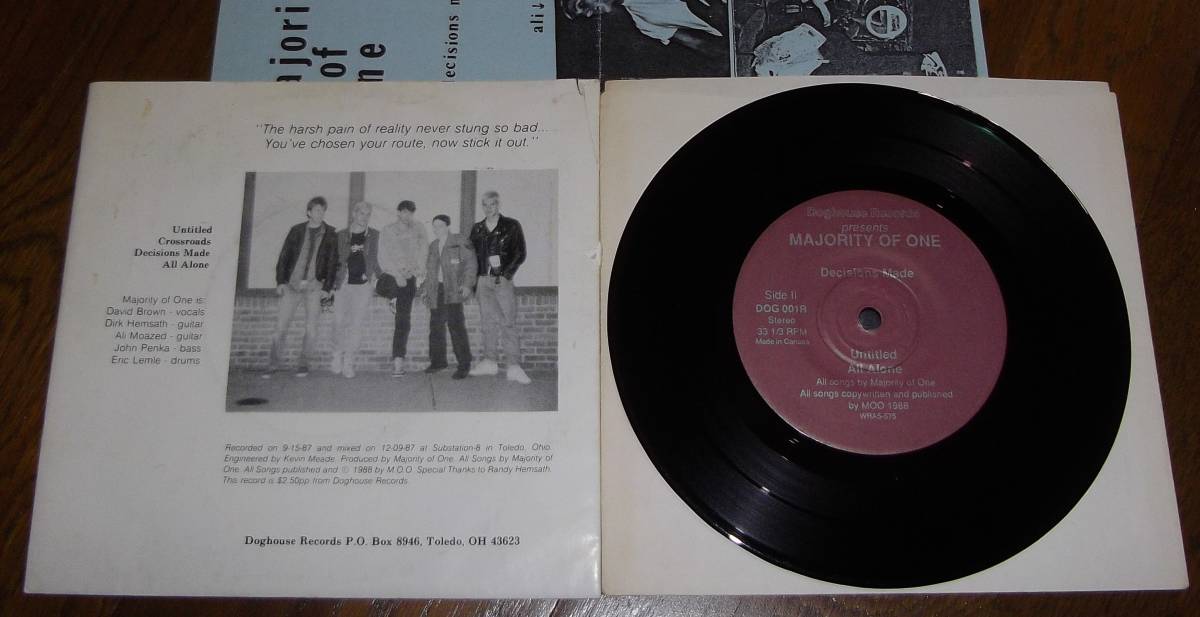 ajori
of
ne
decisions m
ali↓
"The harsh pain of reality never stung so bad...
You've chosen your route, now stick it out."
Untitled
Crossroads
Decisions Made
All Alone
Majority of One is:
David Brown - vocals
Dirk Hemsath - guitar
Ali Moazed - guitar
John Penka - bass
Eric Lemle - drums
Recorded on 9-15-87 and mixed on 12-09-87 at Substation-8 in Toledo, Ohio.
Engineered by Kevin Meade. Produced by Majority of One. All Songs by Majority of
One. All Songs published and © 1988 by M.O.O. Special Thanks to Randy Hemsath.
This record is $2.50pp from Doghouse Records.
Doghouse Records P.O. Box 8946, Toledo, OH 43623
Doghouse Records
presents
MAJORITY OF ONE
Decisions Made
Side II
DOG 001R
Stereo
33 1/3 RPM
Made in Canada
Untitled
All Alone
All songs by Majority of One
All songs copywritten and published
by MOO 1988